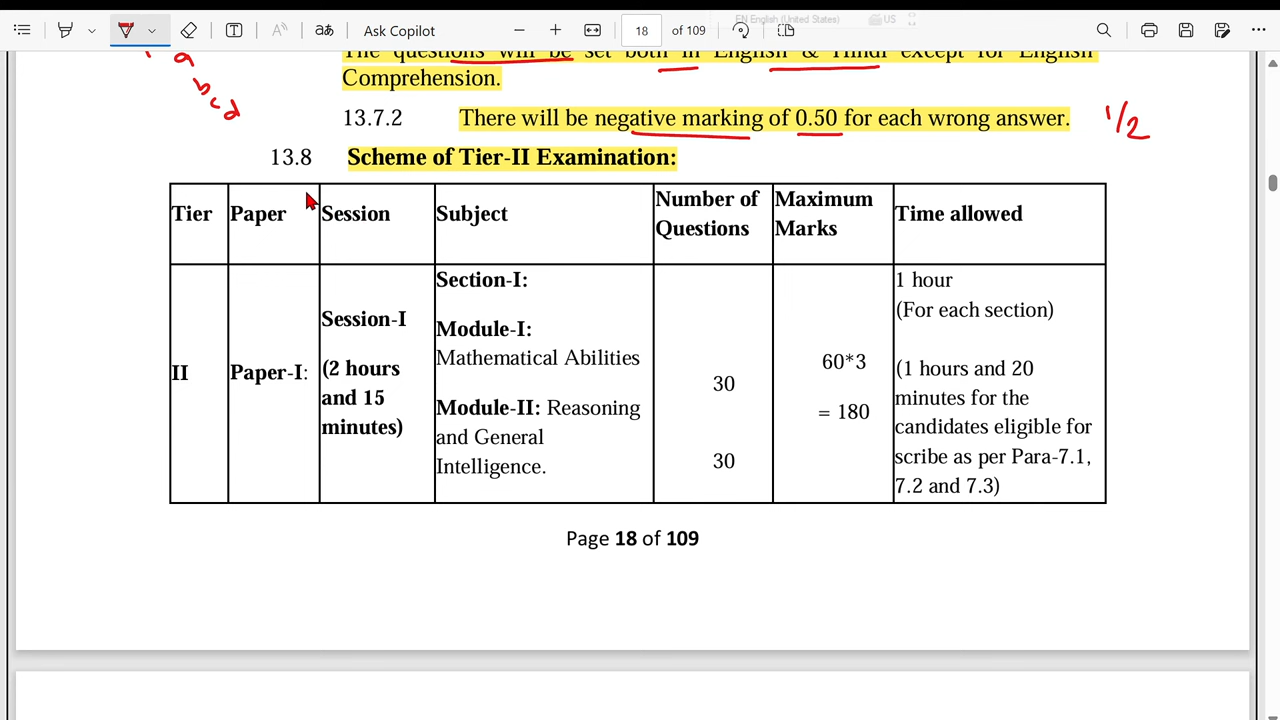 Ask Copilot
18 of 109
EN English (United States) US
The questions will be set both in English & Hindi except for English
Comprehension.
a
b
c
d
13.7.2 There will be negative marking of 0.50 for each wrong answer. 1/2
13.8 Scheme of Tier-II Examination:
Tier Paper Session Subject Number of Questions Maximum Marks Time allowed
II Paper-I: Session-I
(2 hours
and 15
minutes)
Section-I:
Module-I:
Mathematical Abilities
Module-II: Reasoning
and General
Intelligence.
30
30
60*3
= 180
1 hour
(For each section)
(1 hours and 20
minutes for the
candidates eligible for
scribe as per Para-7.1,
7.2 and 7.3)
Page 18 of 109